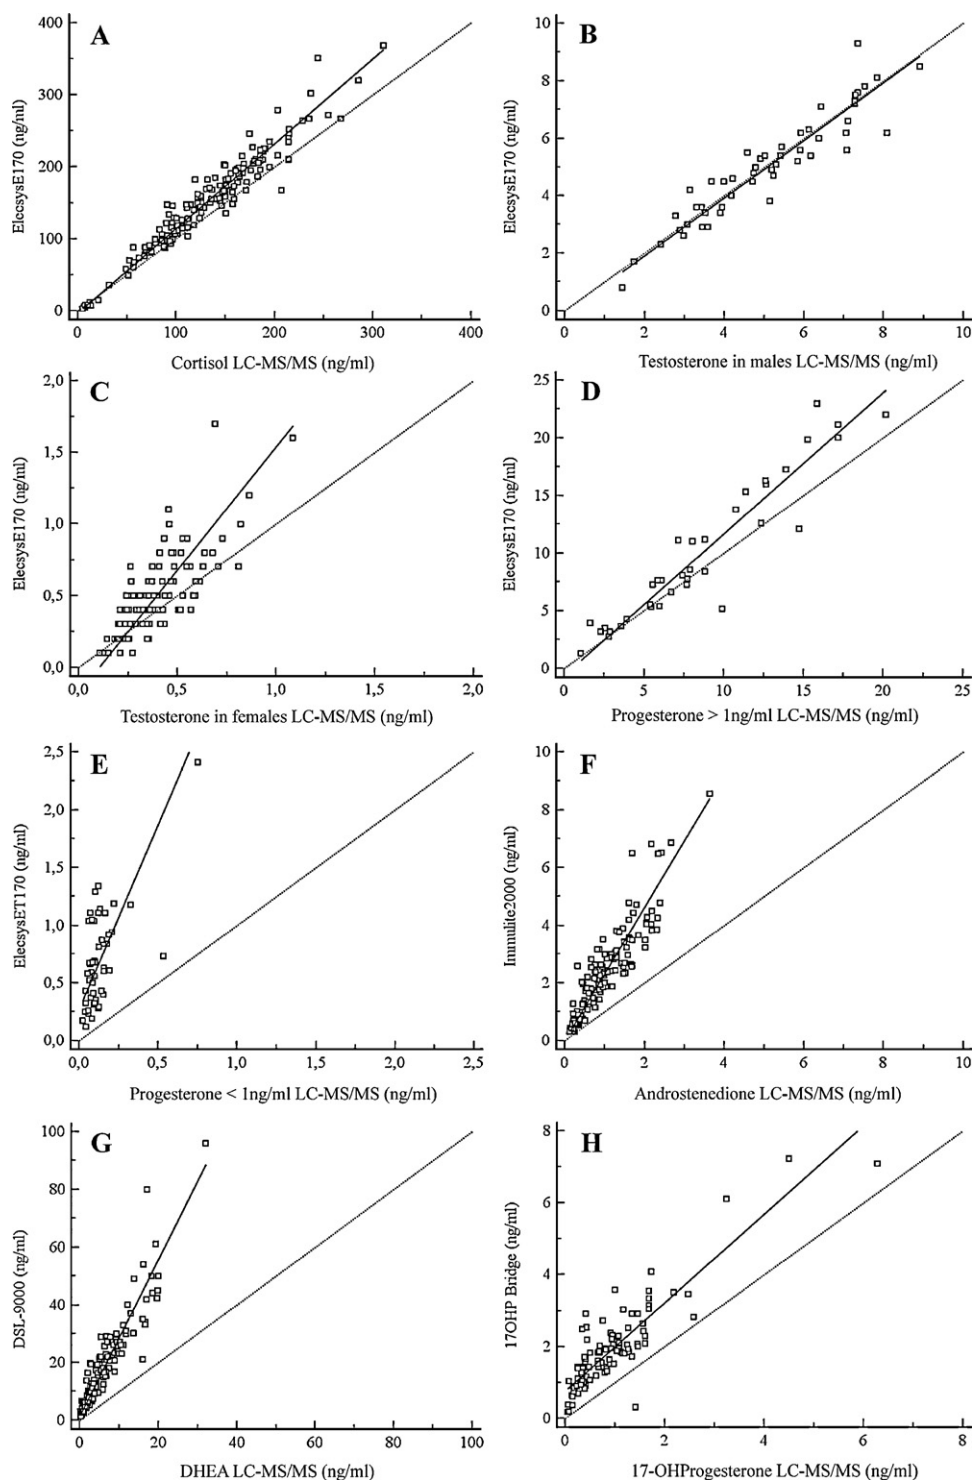 A
ElecsysE170 (ng/ml)
400
300
200
100
0
0 100 200 300 400
Cortisol LC-MS/MS (ng/ml)
B
ElecsysE170 (ng/ml)
10
8
6
4
2
0
0 2 4 6 8 10
Testosterone in males LC-MS/MS (ng/ml)
C
ElecsysE170 (ng/ml)
2,0
1,5
1,0
0,5
0,0
0,0 0,5 1,0 1,5 2,0
Testosterone in females LC-MS/MS (ng/ml)
D
ElecsysE170 (ng/ml)
25
20
15
10
5
0
0 5 10 15 20 25
Progesterone > 1ng/ml LC-MS/MS (ng/ml)
E
ElecsysET170 (ng/ml)
2,5
2,0
1,5
1,0
0,5
0,0
0,0 0,5 1,0 1,5 2,0 2,5
Progesterone < 1ng/ml LC-MS/MS (ng/ml)
F
Immulite2000 (ng/ml)
10
8
6
4
2
0
0 2 4 6 8 10
Androstenedione LC-MS/MS (ng/ml)
G
DSL-9000 (ng/ml)
100
80
60
40
20
0
0 20 40 60 80 100
DHEA LC-MS/MS (ng/ml)
H
17OHP Bridge (ng/ml)
8
6
4
2
0
0 2 4 6 8
17-OHProgesterone LC-MS/MS (ng/ml)